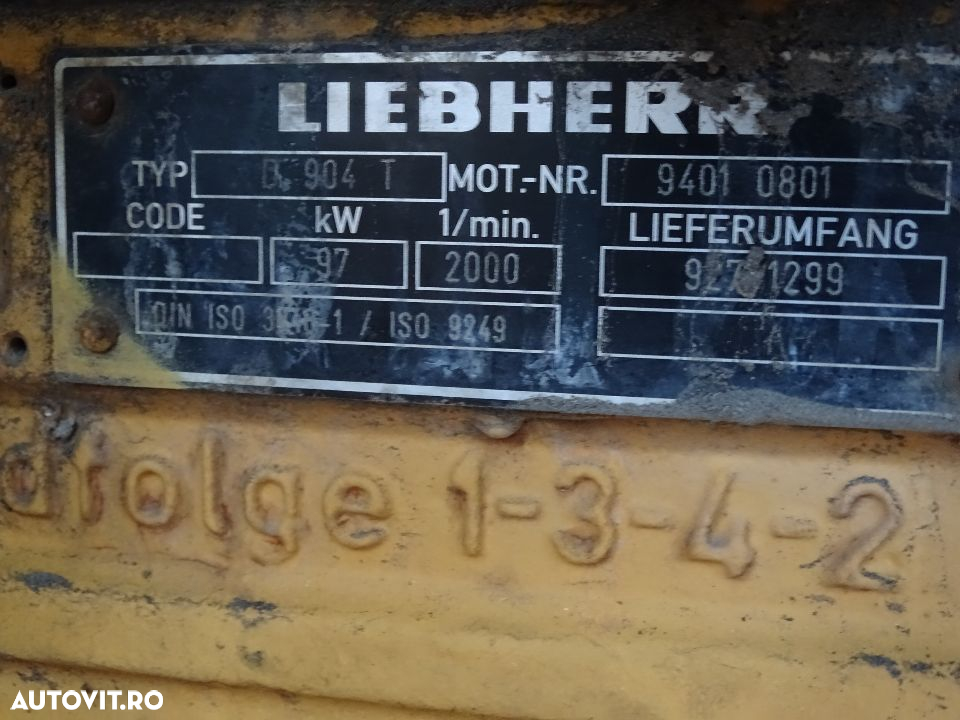 LIEBHERR
TYP D 904 T MOT.-NR. 9401 0801
CODE kW 1/min. LIEFERUMFANG
97 2000
DIN ISO / ISO 9249
dfolge 1-3-4-2
AUTOVIT.RO